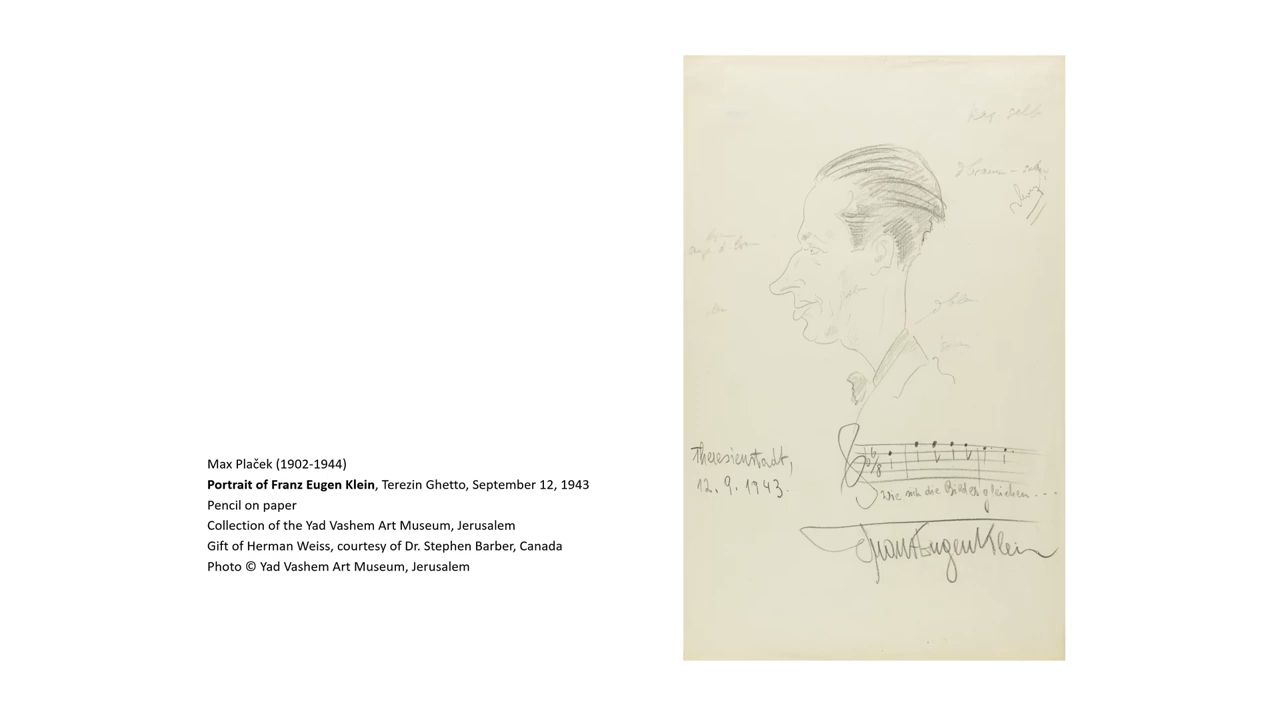 Max Plaček (1902-1944)
Portrait of Franz Eugen Klein, Terezin Ghetto, September 12, 1943
Pencil on paper
Collection of the Yad Vashem Art Museum, Jerusalem
Gift of Herman Weiss, courtesy of Dr. Stephen Barber, Canada
Photo © Yad Vashem Art Museum, Jerusalem
Theresienstadt,
12. 9. 1943.
6/8
Wie sich die Bilder gleichen . . .
Franz Eugen Klein